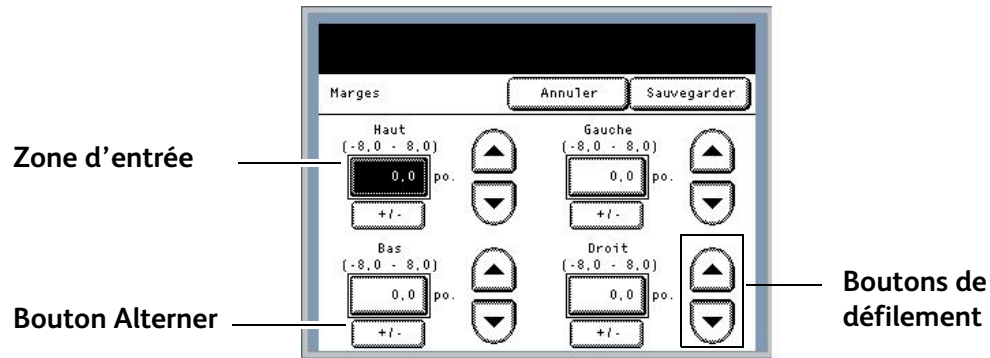 Marges
Annuler
Sauvegarder
Haut
(-8,0 - 8,0)
0,0 po.
+/-
Gauche
(-8,0 - 8,0)
0,0 po.
+/-
Zone d’entrée
Bas
(-8,0 - 8,0)
0,0 po.
+/-
Droit
(-8,0 - 8,0)
0,0 po.
+/-
Bouton Alterner
Boutons de
défilement